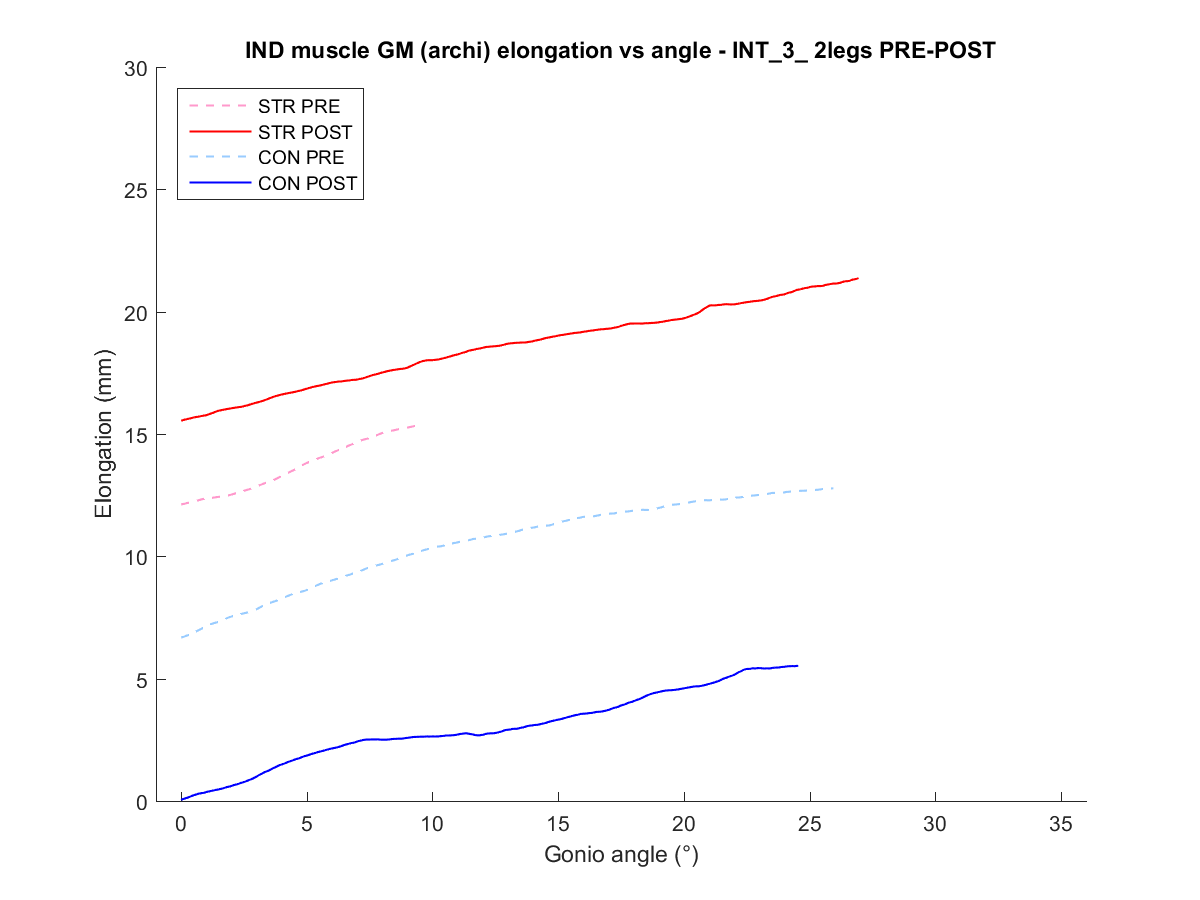 IND muscle GM (archi) elongation vs angle - INT_3_ 2legs PRE-POST
30
25
20
15
10
5
0
STR PRE
STR POST
CON PRE
CON POST
Elongation (mm)
0 5 10 15 20 25 30 35
Gonio angle (°)